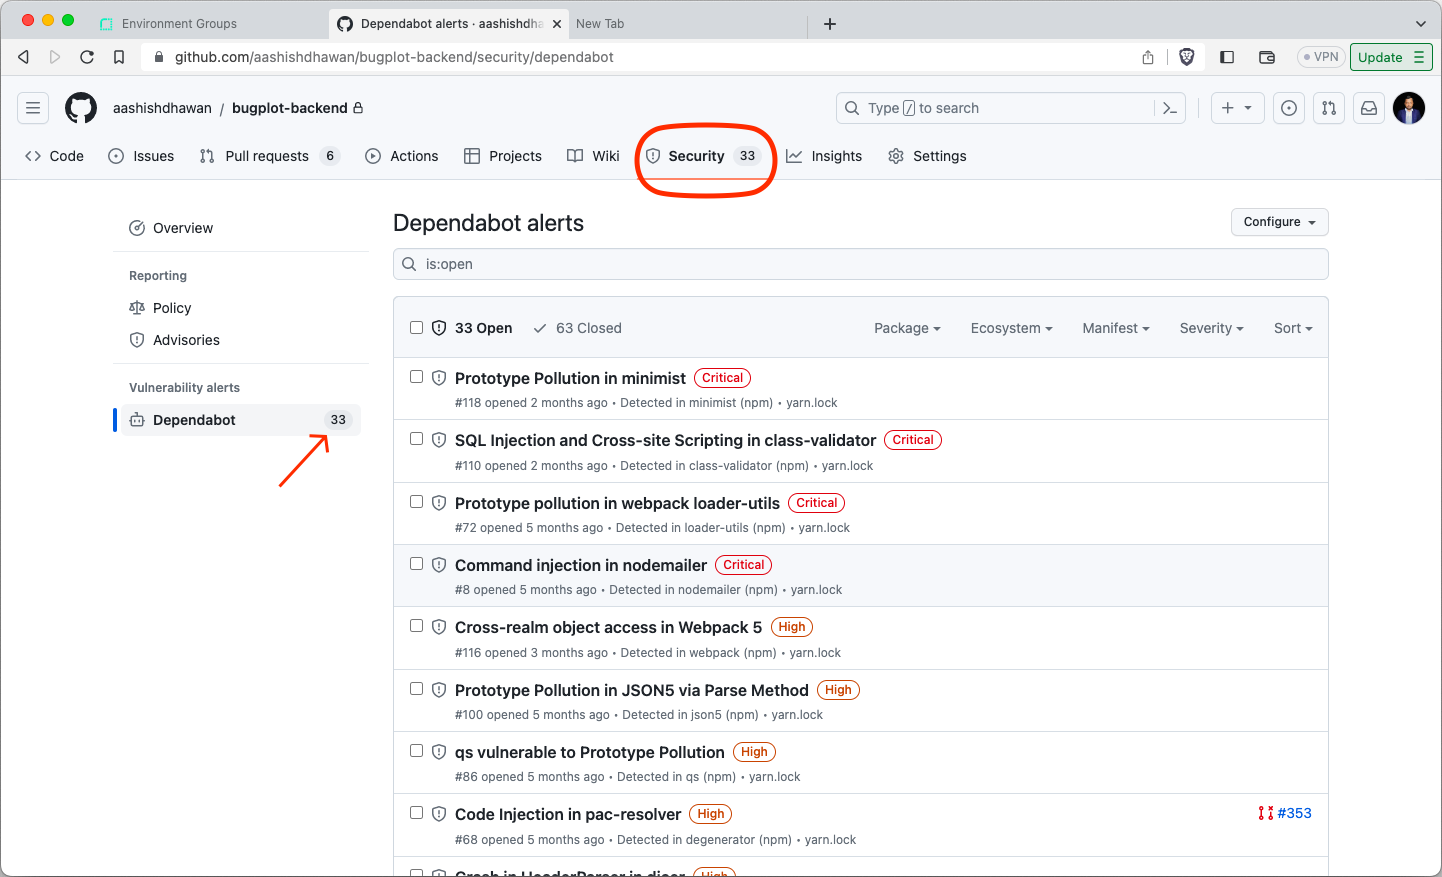 Environment Groups
Dependabot alerts · aashishdha
New Tab
github.com/aashishdhawan/bugplot-backend/security/dependabot
VPN
Update
aashishdhawan / bugplot-backend
Type / to search
Code
Issues
Pull requests 6
Actions
Projects
Wiki
Security 33
Insights
Settings
Overview
Reporting
Policy
Advisories
Vulnerability alerts
Dependabot 33
Dependabot alerts
Configure
is:open
33 Open
63 Closed
Package
Ecosystem
Manifest
Severity
Sort
Prototype Pollution in minimist Critical
#118 opened 2 months ago • Detected in minimist (npm) • yarn.lock
SQL Injection and Cross-site Scripting in class-validator Critical
#110 opened 2 months ago • Detected in class-validator (npm) • yarn.lock
Prototype pollution in webpack loader-utils Critical
#72 opened 5 months ago • Detected in loader-utils (npm) • yarn.lock
Command injection in nodemailer Critical
#8 opened 5 months ago • Detected in nodemailer (npm) • yarn.lock
Cross-realm object access in Webpack 5 High
#116 opened 3 months ago • Detected in webpack (npm) • yarn.lock
Prototype Pollution in JSON5 via Parse Method High
#100 opened 5 months ago • Detected in json5 (npm) • yarn.lock
qs vulnerable to Prototype Pollution High
#86 opened 5 months ago • Detected in qs (npm) • yarn.lock
Code Injection in pac-resolver High
#353
#68 opened 5 months ago • Detected in degenerator (npm) • yarn.lock
Crash in HeaderParser in dicer High